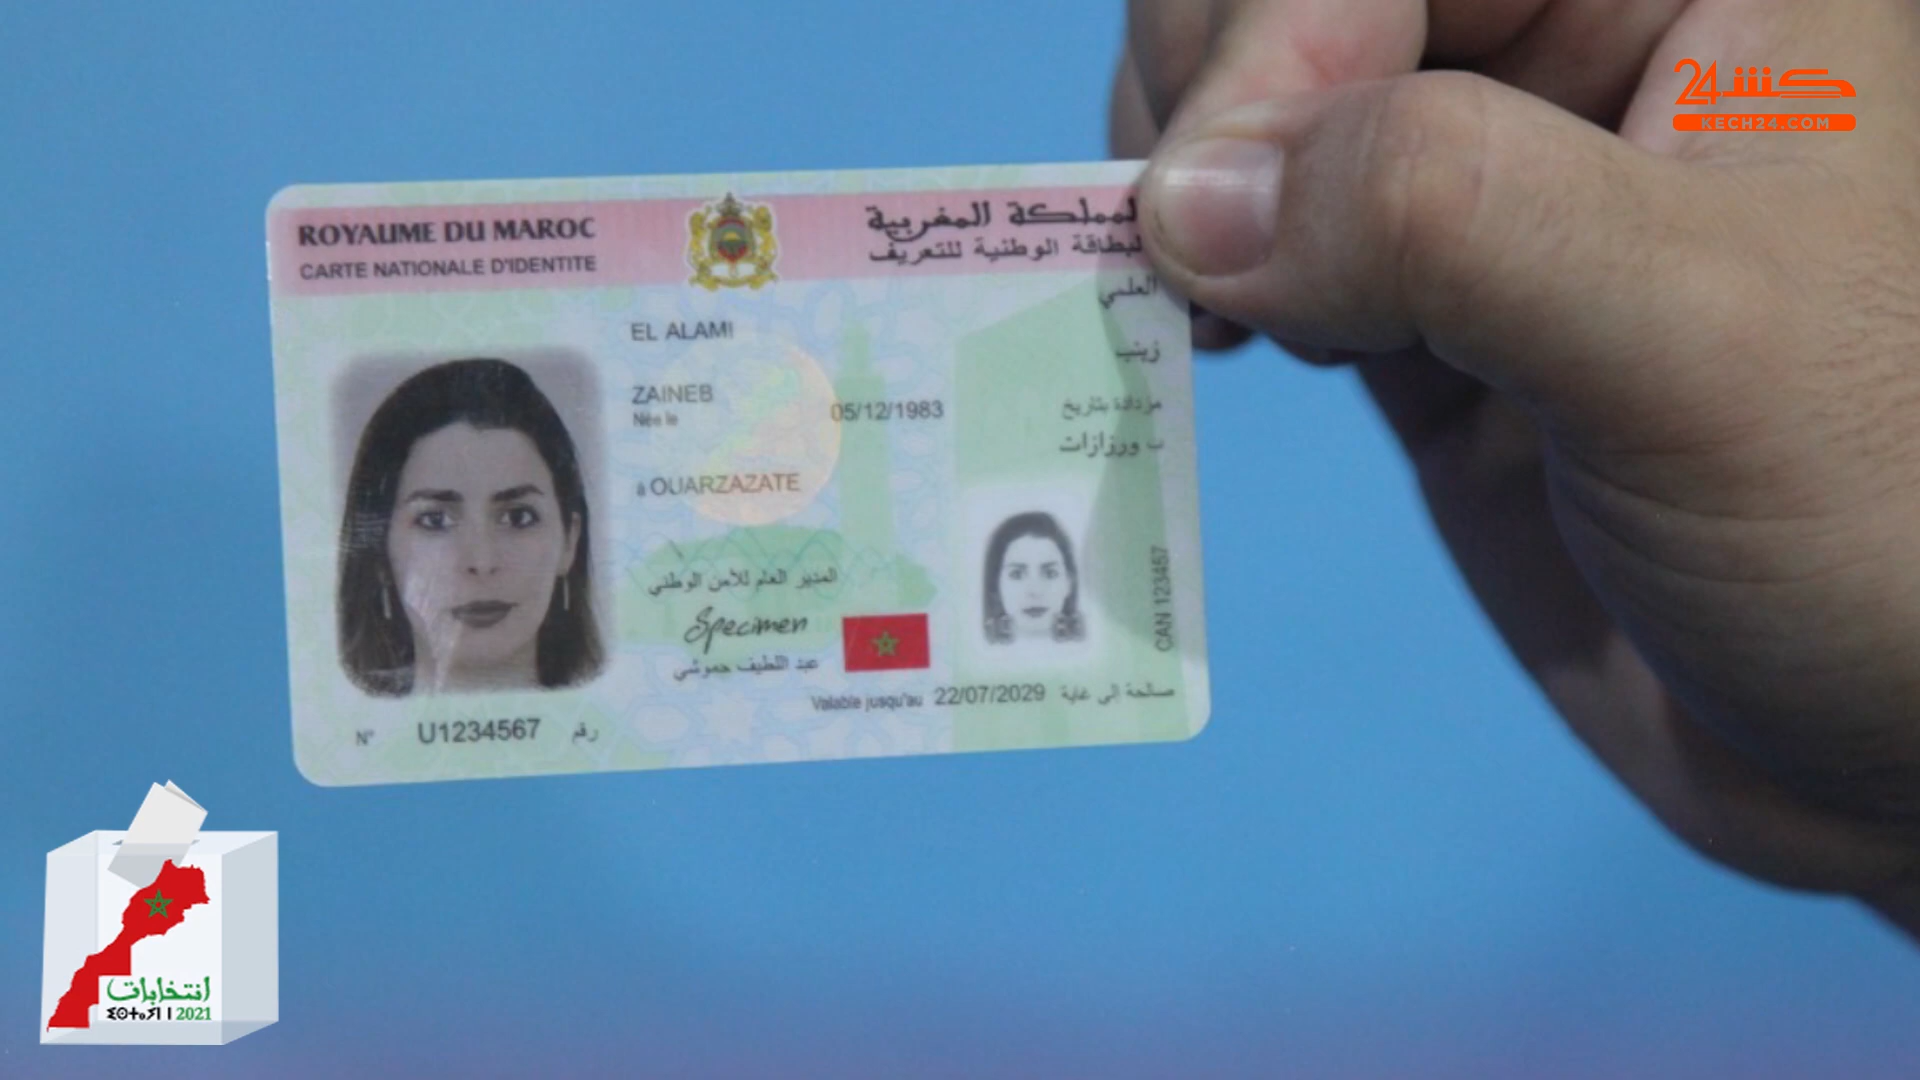 كشـ24
KECH24.COM
ROYAUME DU MAROC
لمملكة المغربية
CARTE NATIONALE D'IDENTITE
لبطاقة الوطنية للتعريف
العلمي
EL ALAMI
زينب
ZAINEB
Née le 05/12/1983 مزدادة بتاريخ
ب ورزازات
à OUARZAZATE
المدير العام للأمن الوطني
Specimen
عبد اللطيف حموشي
CAN 123457
Valable jusqu'au 22/07/2029 صالحة إلى غاية
N° U1234567 رقم
انتخابات
2021